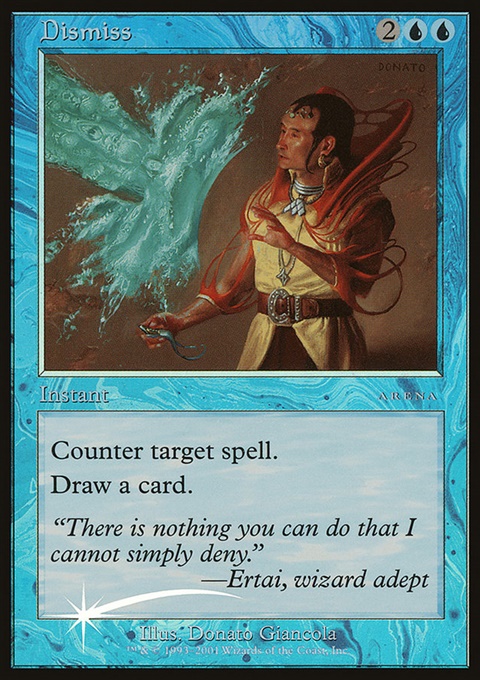 Dismiss 2
DONATO
Instant ARENA
Counter target spell.
Draw a card.
“There is nothing you can do that I
cannot simply deny.”
—Ertai, wizard adept
Illus. Donato Giancola
™&© 1993–2001 Wizards of the Coast, Inc.